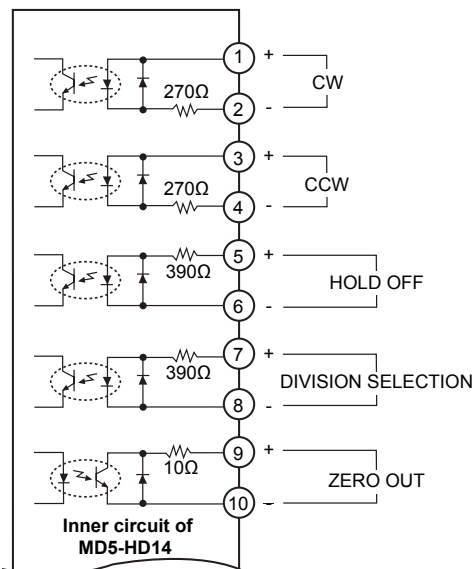 1 + CW
270Ω
2 -
3 + CCW
270Ω
4 -
5 + HOLD OFF
390Ω
6 -
7 + DIVISION SELECTION
390Ω
8 -
9 + ZERO OUT
10Ω
10 -
Inner circuit of
MD5-HD14